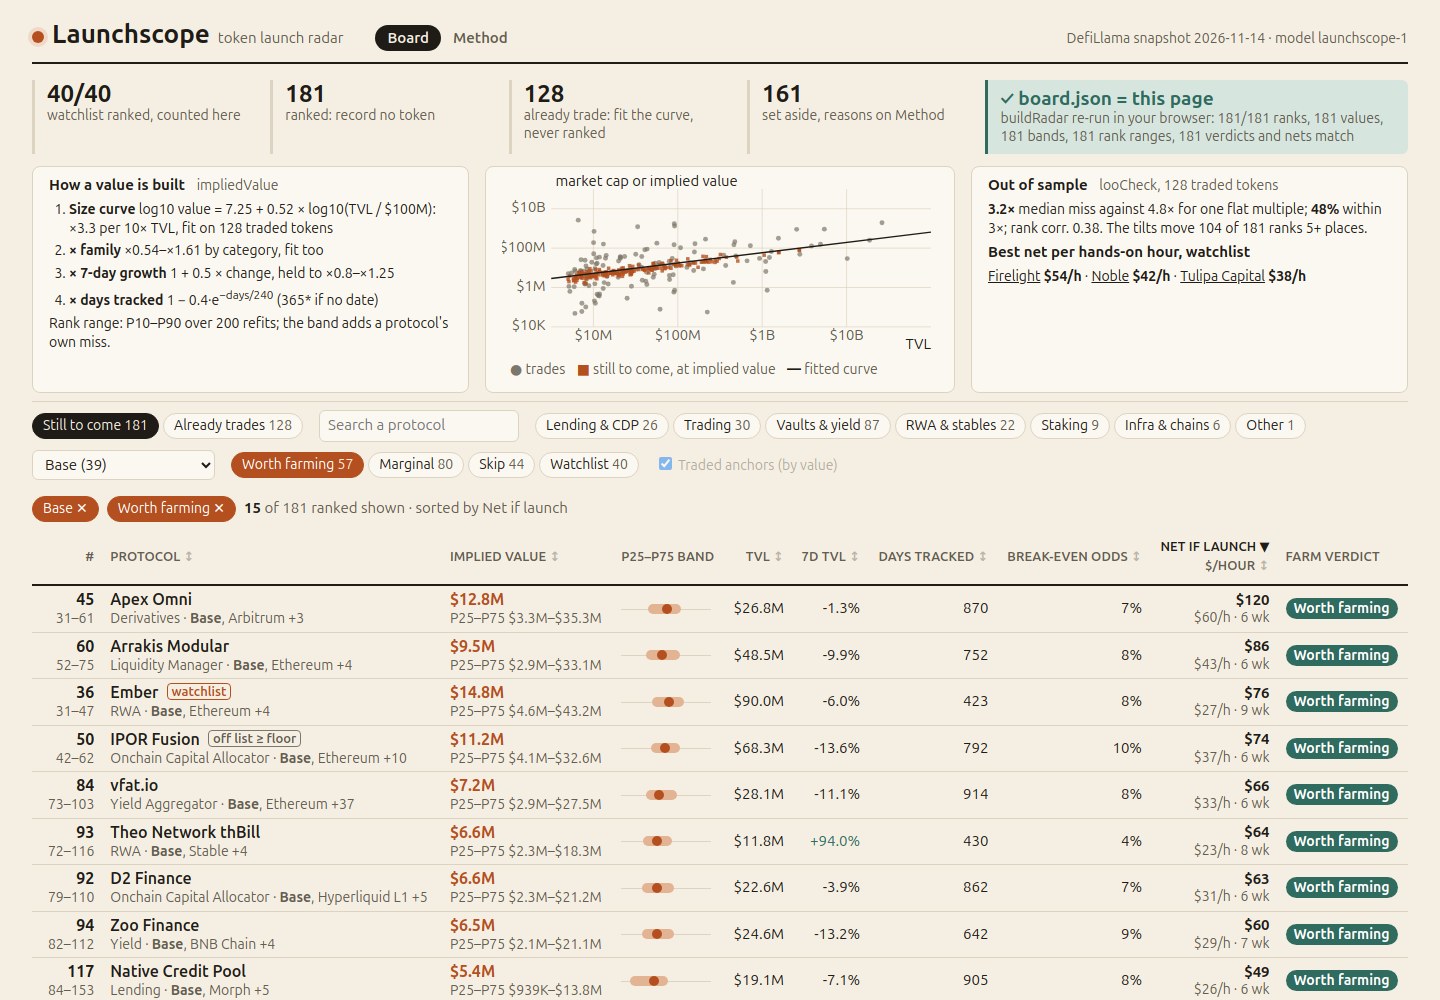 Launchscope token launch radar Board Method DefiLlama snapshot 2026-11-14 · model launchscope-1
40/40
watchlist ranked, counted here
181
ranked: record no token
128
already trade: fit the curve,
never ranked
161
set aside, reasons on Method
✓ board.json = this page
buildRadar re-run in your browser: 181/181 ranks, 181 values,
181 bands, 181 rank ranges, 181 verdicts and nets match
How a value is built impliedValue
1. Size curve log10 value = 7.25 + 0.52 × log10(TVL / $100M):
×3.3 per 10× TVL, fit on 128 traded tokens
2. × family ×0.54–×1.61 by category, fit too
3. × 7-day growth 1 + 0.5 × change, held to ×0.8–×1.25
4. × days tracked 1 − 0.4·e−days/240 (365* if no date)
Rank range: P10–P90 over 200 refits; the band adds a protocol's
own miss.
market cap or implied value
$10B
$100M
$1M
$10K
$10M $100M $1B $10B
TVL
trades still to come, at implied value fitted curve
Out of sample looCheck, 128 traded tokens
3.2× median miss against 4.8× for one flat multiple; 48% within
3×; rank corr. 0.38. The tilts move 104 of 181 ranks 5+ places.
Best net per hands-on hour, watchlist
Firelight $54/h · Noble $42/h · Tulipa Capital $38/h
Still to come 181 Already trades 128 Search a protocol Lending & CDP 26 Trading 30 Vaults & yield 87 RWA & stables 22 Staking 9 Infra & chains 6 Other 1
Base (39) Worth farming 57 Marginal 80 Skip 44 Watchlist 40 Traded anchors (by value)
Base ✕ Worth farming ✕ 15 of 181 ranked shown · sorted by Net if launch
# PROTOCOL ↕ IMPLIED VALUE ↕ P25–P75 BAND TVL ↕ 7D TVL ↕ DAYS TRACKED ↕ BREAK-EVEN ODDS ↕ NET IF LAUNCH ▼ FARM VERDICT
$/HOUR ↕
45 Apex Omni $12.8M $26.8M -1.3% 870 7% $120 Worth farming
31–61 Derivatives · Base, Arbitrum +3 P25–P75 $3.3M–$35.3M $60/h · 6 wk
60 Arrakis Modular $9.5M $48.5M -9.9% 752 8% $86 Worth farming
52–75 Liquidity Manager · Base, Ethereum +4 P25–P75 $2.9M–$33.1M $43/h · 6 wk
36 Ember watchlist $14.8M $90.0M -6.0% 423 8% $76 Worth farming
31–47 RWA · Base, Ethereum +4 P25–P75 $4.6M–$43.2M $27/h · 9 wk
50 IPOR Fusion off list ≥ floor $11.2M $68.3M -13.6% 792 10% $74 Worth farming
42–62 Onchain Capital Allocator · Base, Ethereum +10 P25–P75 $4.1M–$32.6M $37/h · 6 wk
84 vfat.io $7.2M $28.1M -11.1% 914 8% $66 Worth farming
73–103 Yield Aggregator · Base, Ethereum +37 P25–P75 $2.9M–$27.5M $33/h · 6 wk
93 Theo Network thBill $6.6M $11.8M +94.0% 430 4% $64 Worth farming
72–116 RWA · Base, Stable +4 P25–P75 $2.3M–$18.3M $23/h · 8 wk
92 D2 Finance $6.6M $22.6M -3.9% 862 7% $63 Worth farming
79–110 Onchain Capital Allocator · Base, Hyperliquid L1 +5 P25–P75 $2.3M–$21.2M $31/h · 6 wk
94 Zoo Finance $6.5M $24.6M -13.2% 642 9% $60 Worth farming
82–112 Yield · Base, BNB Chain +4 P25–P75 $2.1M–$21.1M $29/h · 7 wk
117 Native Credit Pool $5.4M $19.1M -7.1% 905 8% $49 Worth farming
84–153 Lending · Base, Morph +5 P25–P75 $939K–$13.8M $26/h · 6 wk